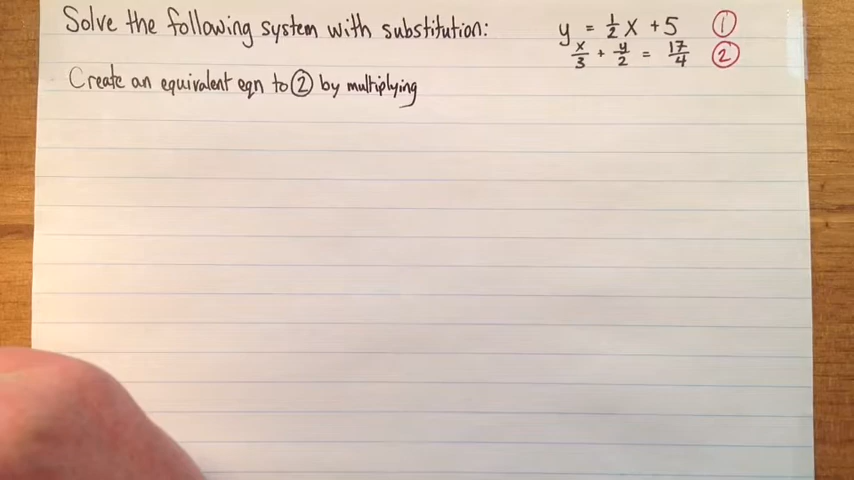 Solve the following system with substitution:
y = 1/2 x + 5 ①
x/3 + y/2 = 17/4 ②
Create an equivalent eqn to ② by multiplying